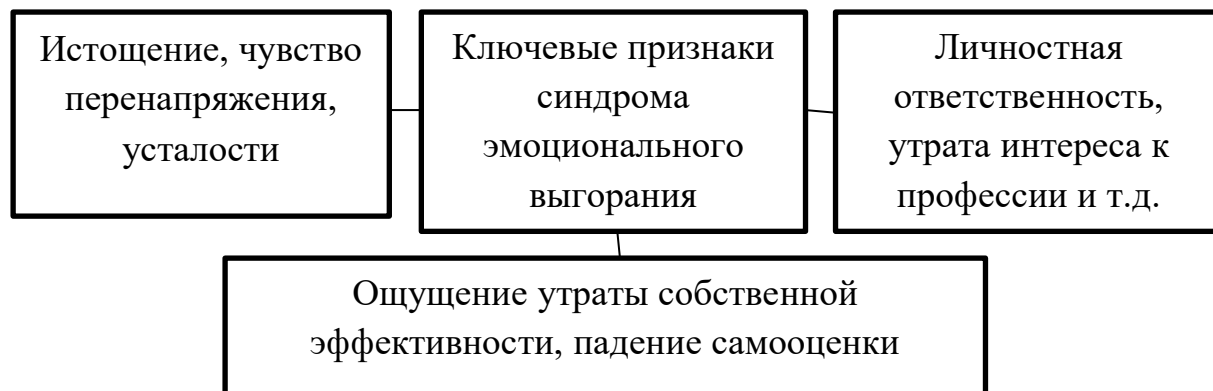 Истощение, чувство
перенапряжения,
усталости
Ключевые признаки
синдрома
эмоционального
выгорания
Личностная
ответственность,
утрата интереса к
профессии и т.д.
Ощущение утраты собственной
эффективности, падение самооценки